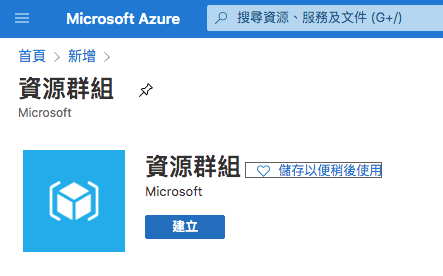 Microsoft Azure
搜尋資源、服務及文件 (G+/)
首頁 > 新增 >
資源群組
Microsoft
資源群組
儲存以便稍後使用
Microsoft
建立